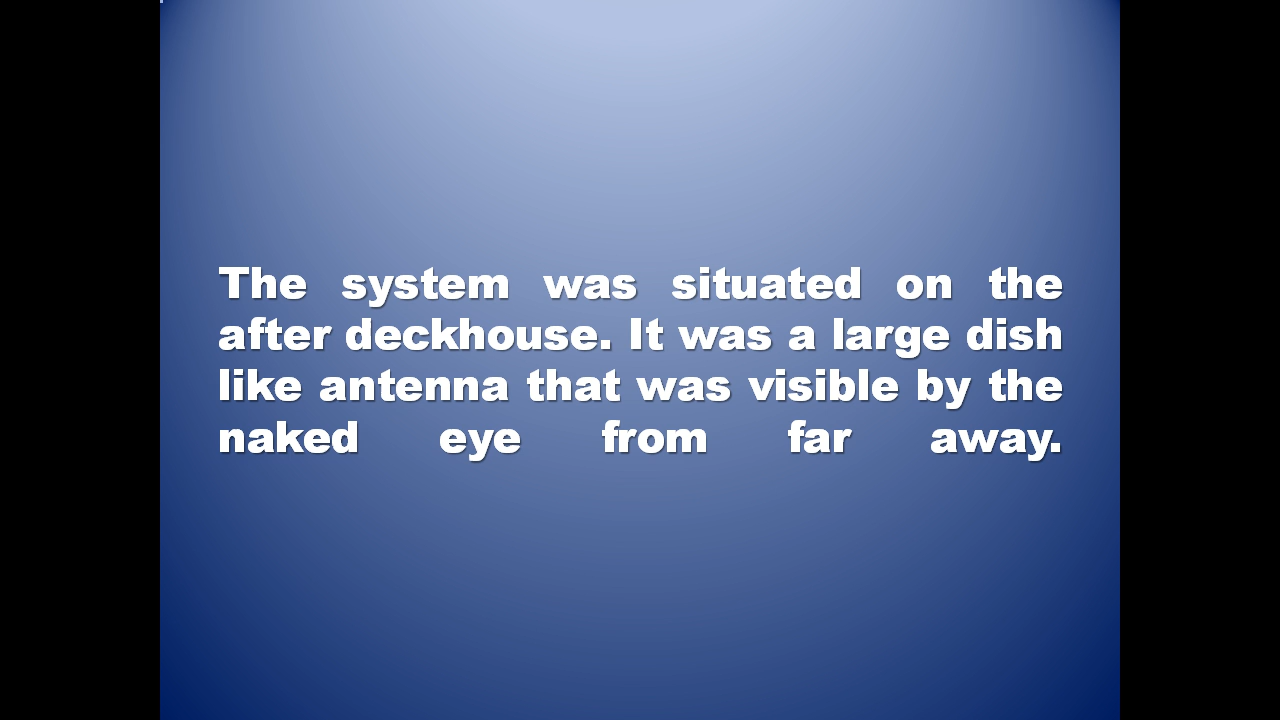 The system was situated on the
after deckhouse. It was a large dish
like antenna that was visible by the
naked eye from far away.